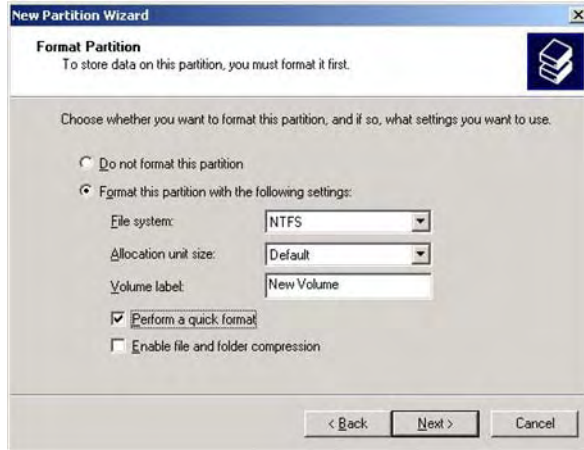 New Partition Wizard
Format Partition
To store data on this partition, you must format it first.
Choose whether you want to format this partition, and if so, what settings you want to use.
Do not format this partition
Format this partition with the following settings:
File system: NTFS
Allocation unit size: Default
Volume label: New Volume
Perform a quick format
Enable file and folder compression
< Back Next > Cancel